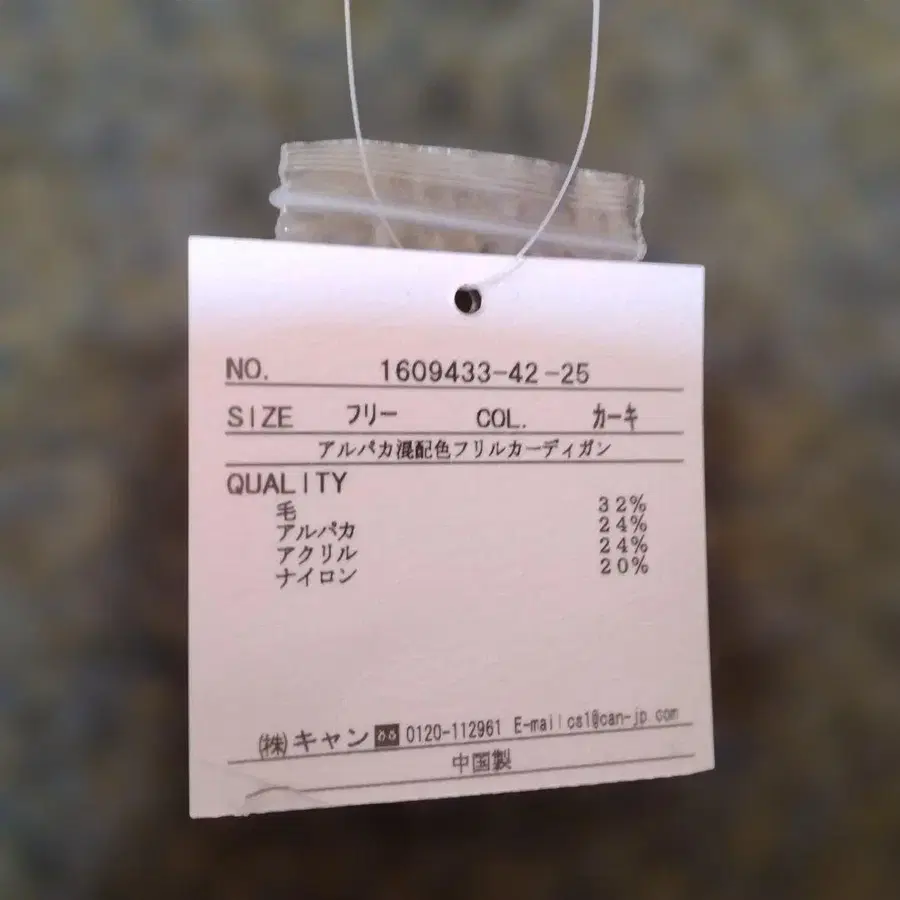 NO. 1609433-42-25
SIZE フリー COL. カーキ
アルパカ混配色フリルカーディガン
QUALITY
毛 32%
アルパカ 24%
アクリル 24%
ナイロン 20%
㈱キャン 0120-112961 E-mail cs1@can-jp.com
中国製